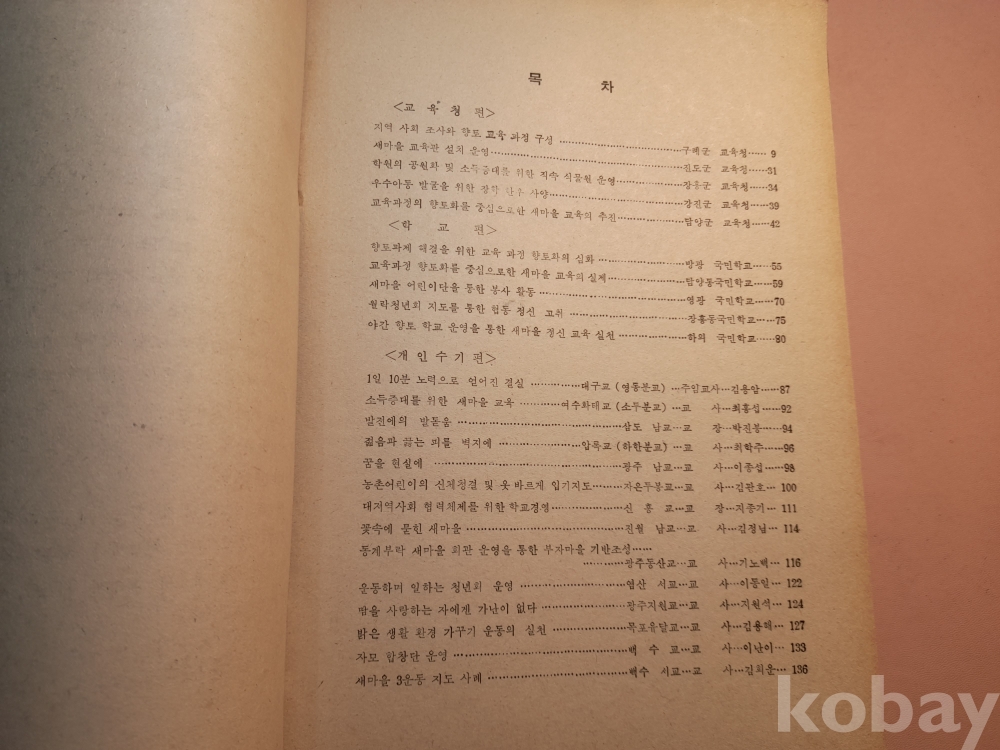 목 차
<교 육 청 편>
지역 사회 조사와 향토 교육 과정 구성 ……………………구례군 교육청…… 9
새마을 교육관 설치 운영………………………………진도군 교육청……31
학원의 공원화 및 소득증대를 위한 직속 식물원 운영…………장흥군 교육청……34
우수아동 발굴을 위한 장학 사양……………………강진군 교육청……39
교육과정의 향토화를 중심으로한 새마을 교육의 추진…………담양군 교육청……42
<학 교 편>
향토과제 해결을 위한 교육 과정 향토화의 심화……………방광 국민학교……55
교육과정 향토화를 중심으로한 새마을 교육의 실제……………담양동국민학교……59
새마을 어린이단을 통한 봉사 활동……………………영광 국민학교……70
월락청년회 지도를 통한 협동 정신 고취……………………장흥동국민학교……75
야간 향토 학교 운영을 통한 새마을 정신 교육 실천……………하의 국민학교……80
<개 인 수 기 편>
1일 10분 노력으로 얻어진 결실……………대구교 (영동분교)…주임교사…김용암……87
소득증대를 위한 새마을 교육…………여수화태교 (소두분교)…교 사…최홍섭……92
발전에의 발돋움……………………………삼도 남교…교 장…박진봉……94
젊음과 끓는 피를 벽지에……………암목교 (하한분교)…교 사…최학주……96
꿈을 현실에……………………………광주 남교…교 사…이종섭……98
농촌어린이의 신체청결 및 옷 바르게 입기지도……자은두봉교…교 사…김관호… 100
대지역사회 협력체제를 위한 학교경영……………신 흥 교…교 장…지종기… 111
꽃속에 묻힌 새마을……………………진월 남교…교 사…김정님… 114
동계부락 새마을 회관 운영을 통한 부자마을 기반조성……
…………광주동산교…교 사…기노백… 116
운동하며 일하는 청년회 운영……………………염산 서교…교 사…이동일… 122
땀을 사랑하는 자에겐 가난이 없다……………광주지원교…교 사…지원석… 124
밝은 생활 환경 가꾸기 운동의 실천……………목포유달교…교 사…김용해… 127
자모 합창단 운영……………………………백 수 교…교 사…이난이… 133
새마을 3운동 지도 사례……………………백수 서교…교 사…김희운… 136
kobay